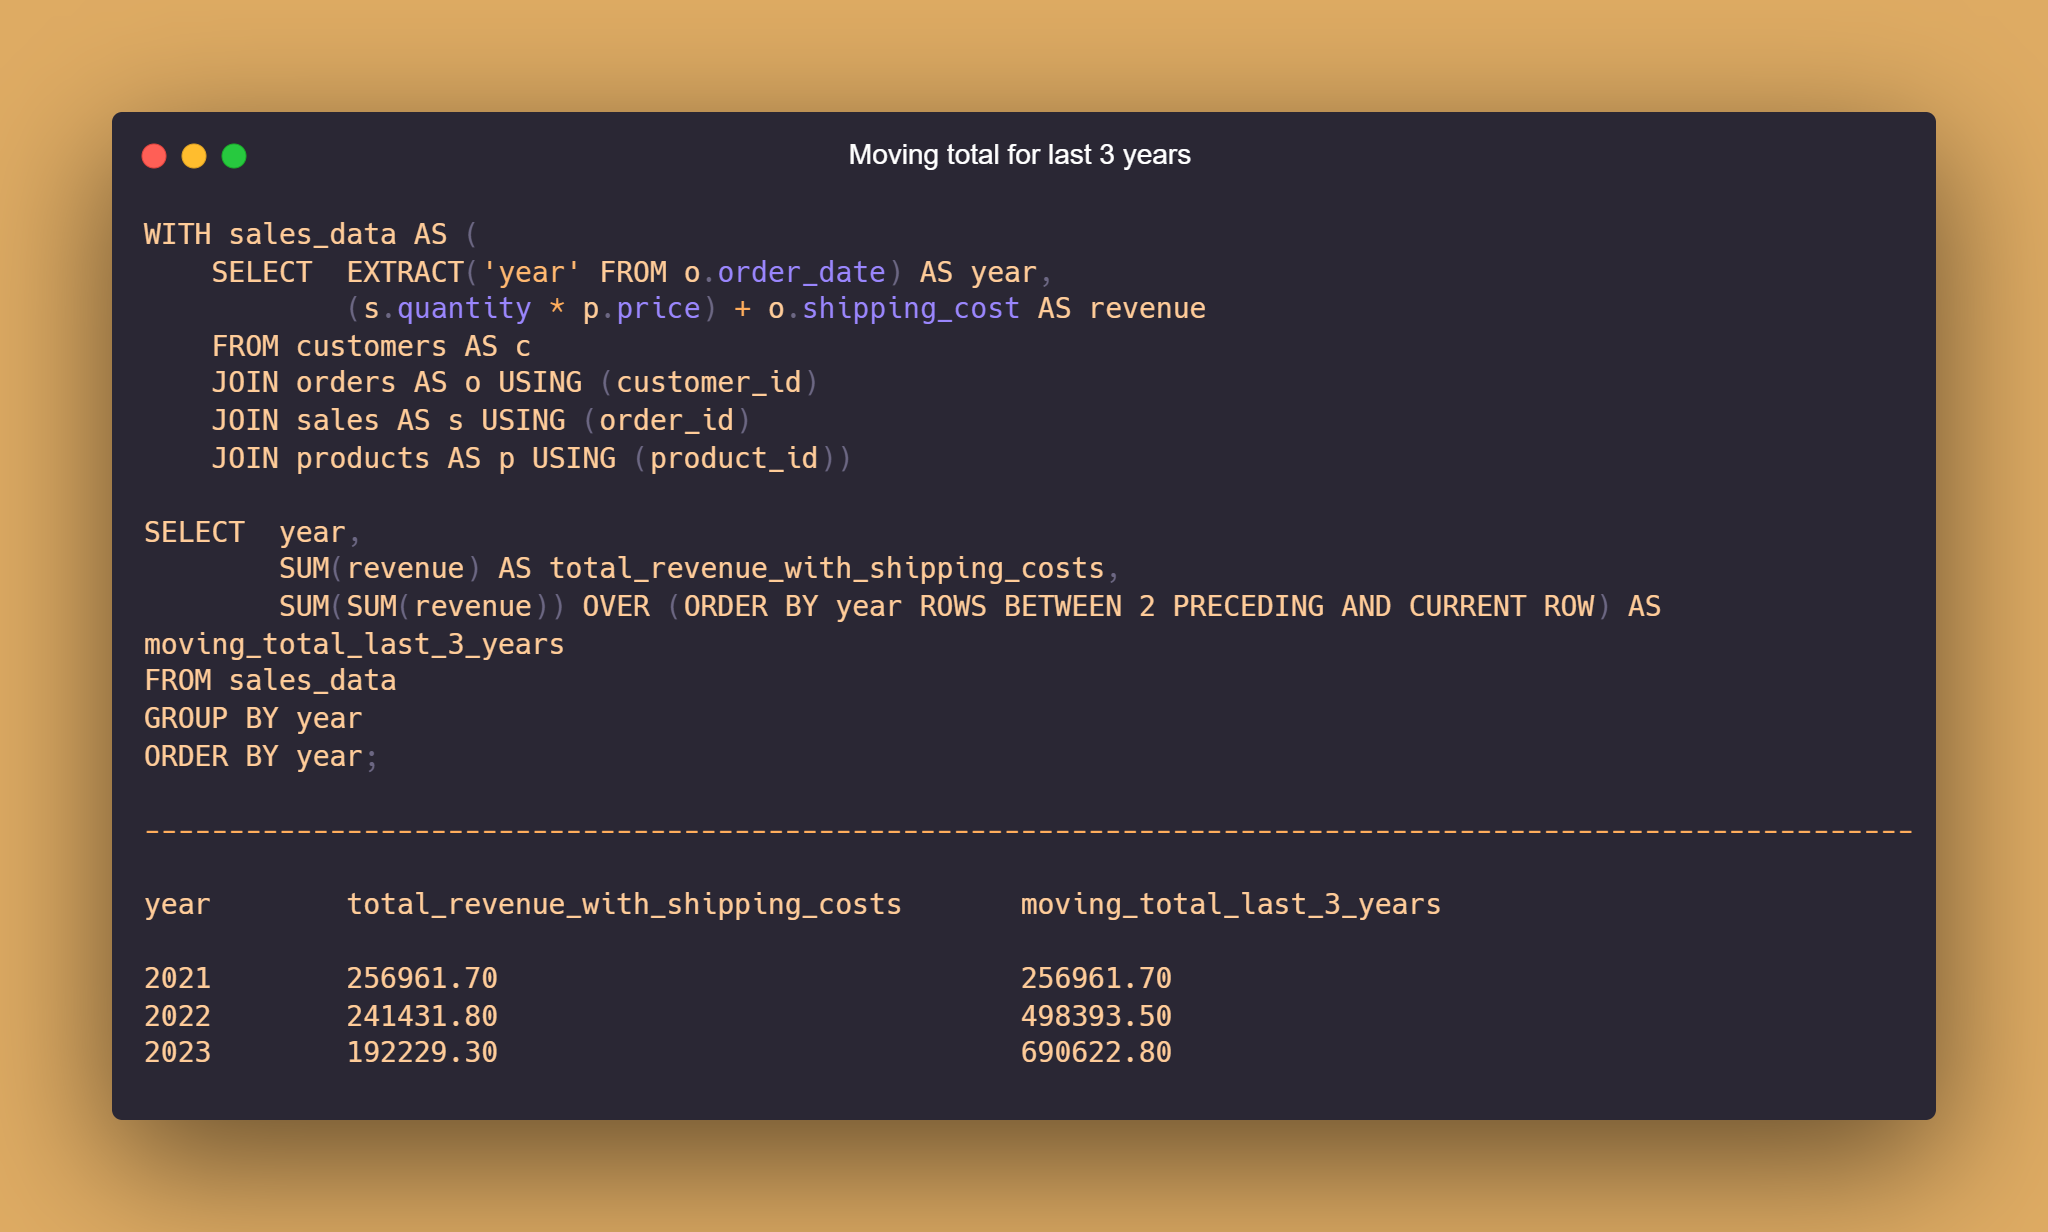 Moving total for last 3 years
WITH sales_data AS (
     SELECT  EXTRACT('year' FROM o.order_date) AS year,
             (s.quantity * p.price) + o.shipping_cost AS revenue
     FROM customers AS c
     JOIN orders AS o USING (customer_id)
     JOIN sales AS s USING (order_id)
     JOIN products AS p USING (product_id))

SELECT  year,
        SUM(revenue) AS total_revenue_with_shipping_costs,
        SUM(SUM(revenue)) OVER (ORDER BY year ROWS BETWEEN 2 PRECEDING AND CURRENT ROW) AS
moving_total_last_3_years
FROM sales_data
GROUP BY year
ORDER BY year;

---------------------------------------------------------------------------------------------------------

year        total_revenue_with_shipping_costs       moving_total_last_3_years

2021        256961.70                               256961.70
2022        241431.80                               498393.50
2023        192229.30                               690622.80